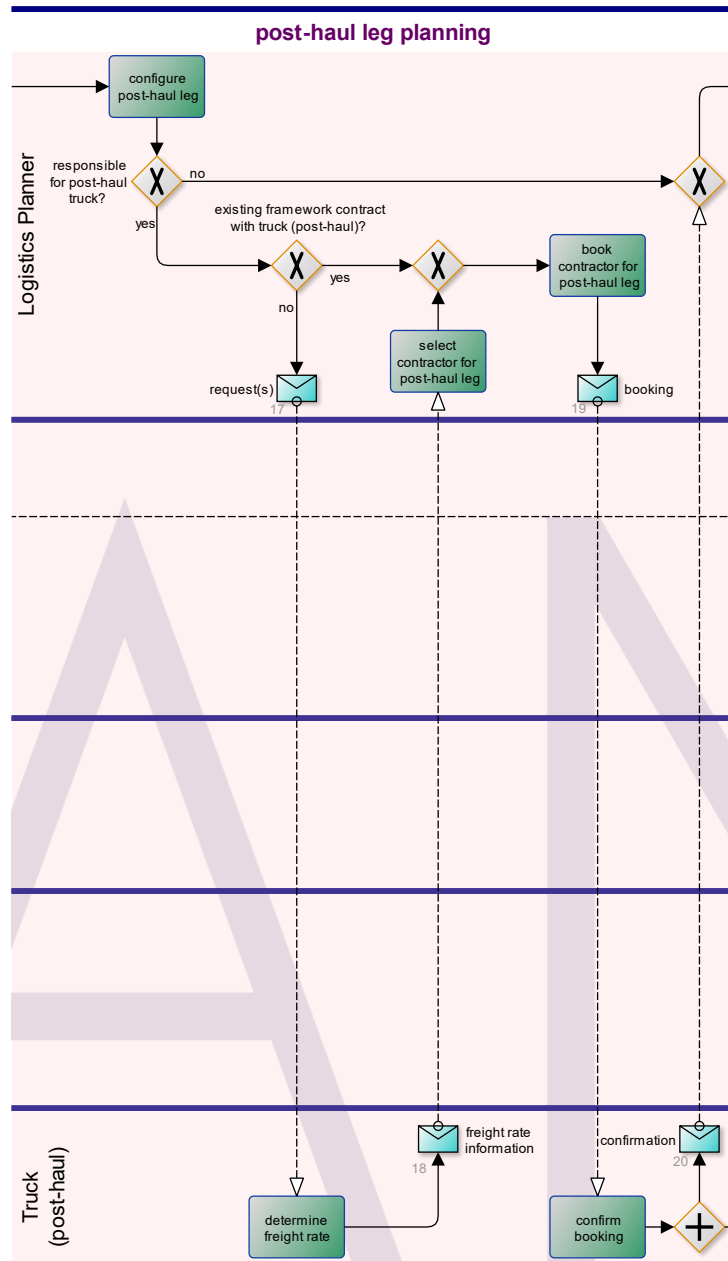 post-haul leg planning
configure
post-haul leg
Logistics Planner
responsible
for post-haul
truck?
no
yes
existing framework contract
with truck (post-haul)?
yes
no
book
contractor for
post-haul leg
select
contractor for
post-haul leg
request(s)
17
19
booking
Truck
(post-haul)
freight rate
information
18
confirmation
20
determine
freight rate
confirm
booking